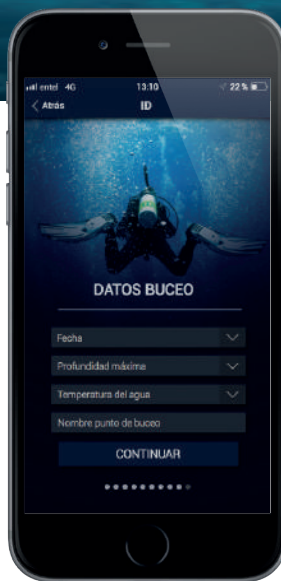 entel 4G 13:10 22 %
Atrás ID
DATOS BUCEO
Fecha
Profundidad máxima
Temperatura del agua
Nombre punto de buceo
CONTINUAR